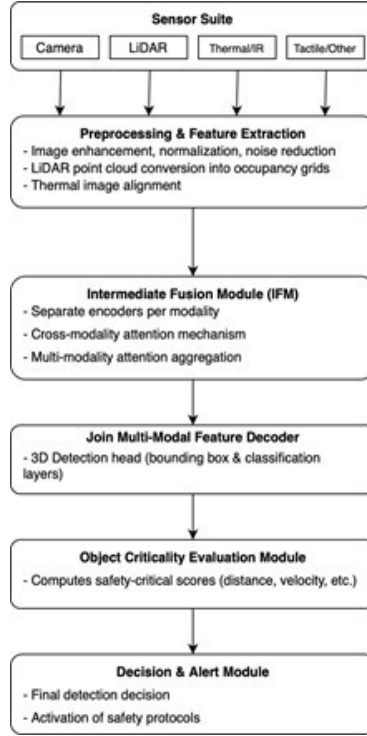 Sensor Suite
Camera LiDAR Thermal/IR Tactile/Other
Preprocessing & Feature Extraction
- Image enhancement, normalization, noise reduction
- LiDAR point cloud conversion into occupancy grids
- Thermal image alignment
Intermediate Fusion Module (IFM)
- Separate encoders per modality
- Cross-modality attention mechanism
- Multi-modality attention aggregation
Join Multi-Modal Feature Decoder
- 3D Detection head (bounding box & classification
layers)
Object Criticality Evaluation Module
- Computes safety-critical scores (distance, velocity, etc.)
Decision & Alert Module
- Final detection decision
- Activation of safety protocols